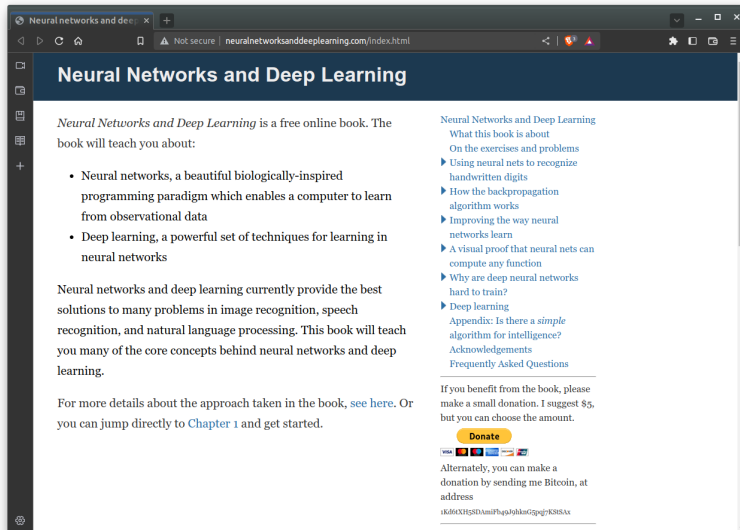 Neural networks and deep
Not secure | neuralnetworksanddeeplearning.com/index.html
Neural Networks and Deep Learning
Neural Networks and Deep Learning is a free online book. The
book will teach you about:
• Neural networks, a beautiful biologically-inspired
programming paradigm which enables a computer to learn
from observational data
• Deep learning, a powerful set of techniques for learning in
neural networks
Neural networks and deep learning currently provide the best
solutions to many problems in image recognition, speech
recognition, and natural language processing. This book will teach
you many of the core concepts behind neural networks and deep
learning.
For more details about the approach taken in the book, see here. Or
you can jump directly to Chapter 1 and get started.
Neural Networks and Deep Learning
What this book is about
On the exercises and problems
Using neural nets to recognize
handwritten digits
How the backpropagation
algorithm works
Improving the way neural
networks learn
A visual proof that neural nets can
compute any function
Why are deep neural networks
hard to train?
Deep learning
Appendix: Is there a simple
algorithm for intelligence?
Acknowledgements
Frequently Asked Questions
If you benefit from the book, please
make a small donation. I suggest $5,
but you can choose the amount.
Donate
VISA
Alternately, you can make a
donation by sending me Bitcoin, at
address